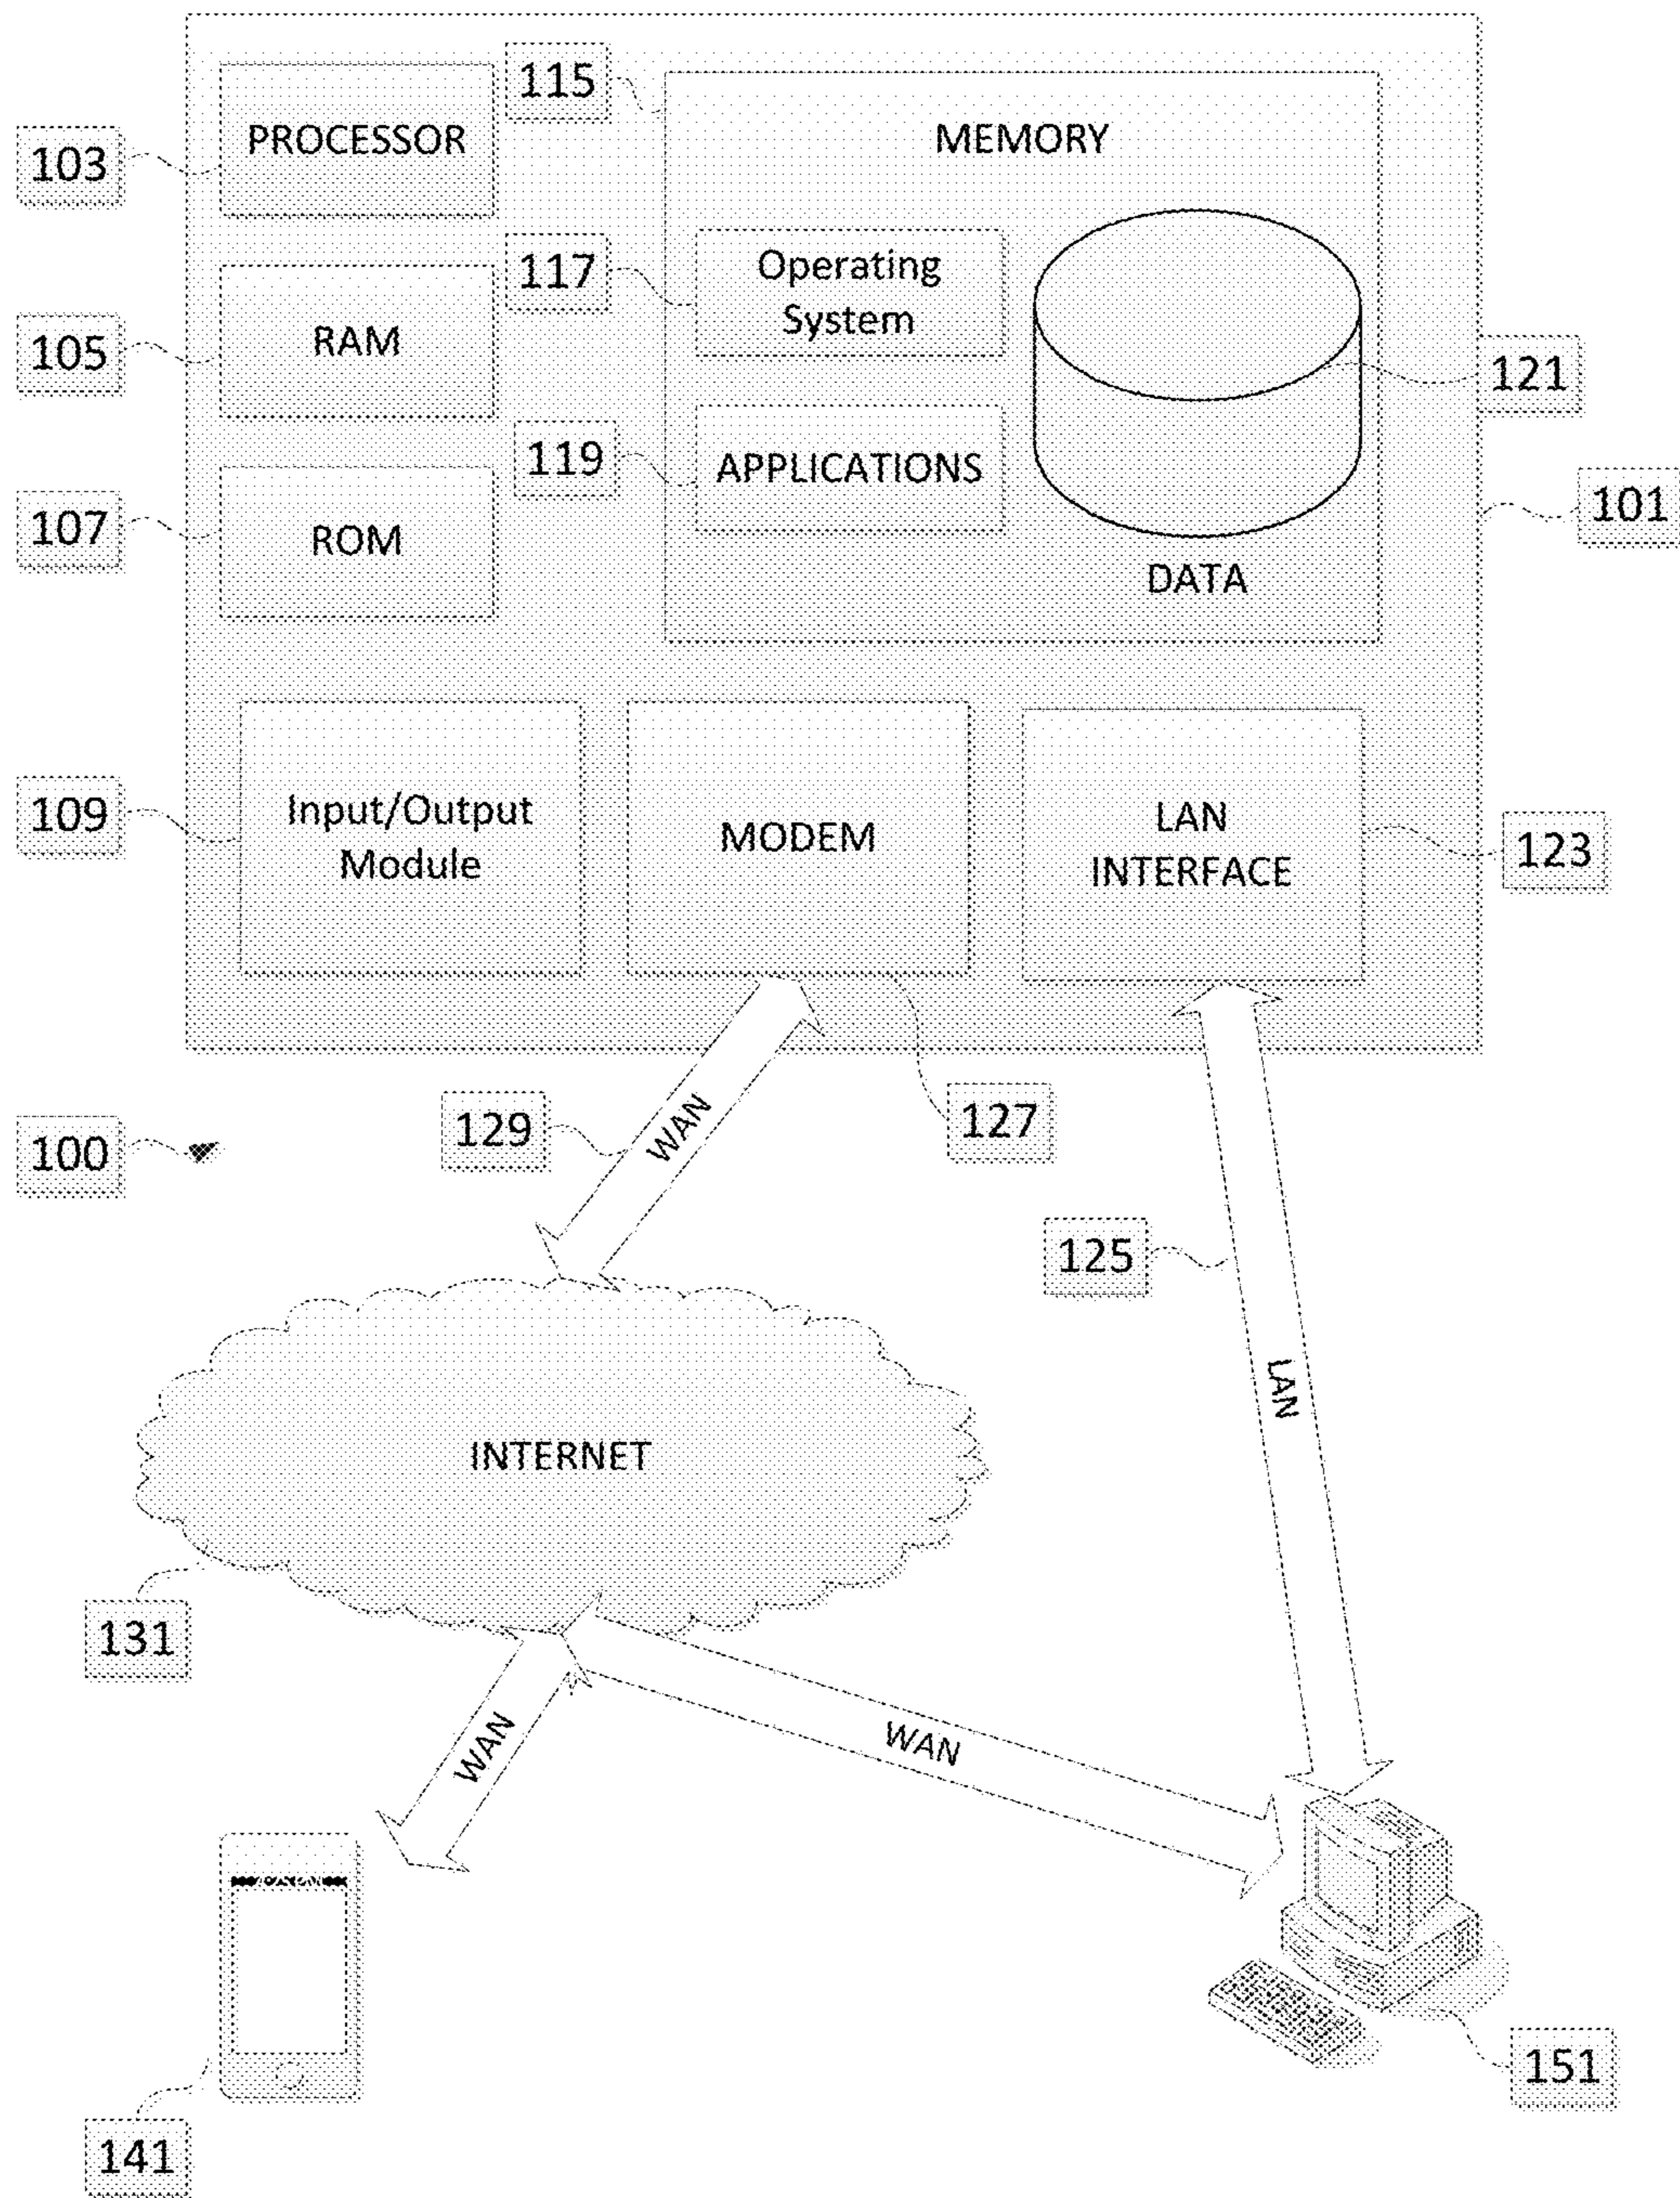 115
PROCESSOR
MEMORY
103
117
Operating
System
105
RAM
121
119
APPLICATIONS
101
107
ROM
DATA
109
Input/Output
Module
MODEM
LAN
INTERFACE
123
129
WAN
127
100
125
LAN
INTERNET
131
WAN
WAN
151
141